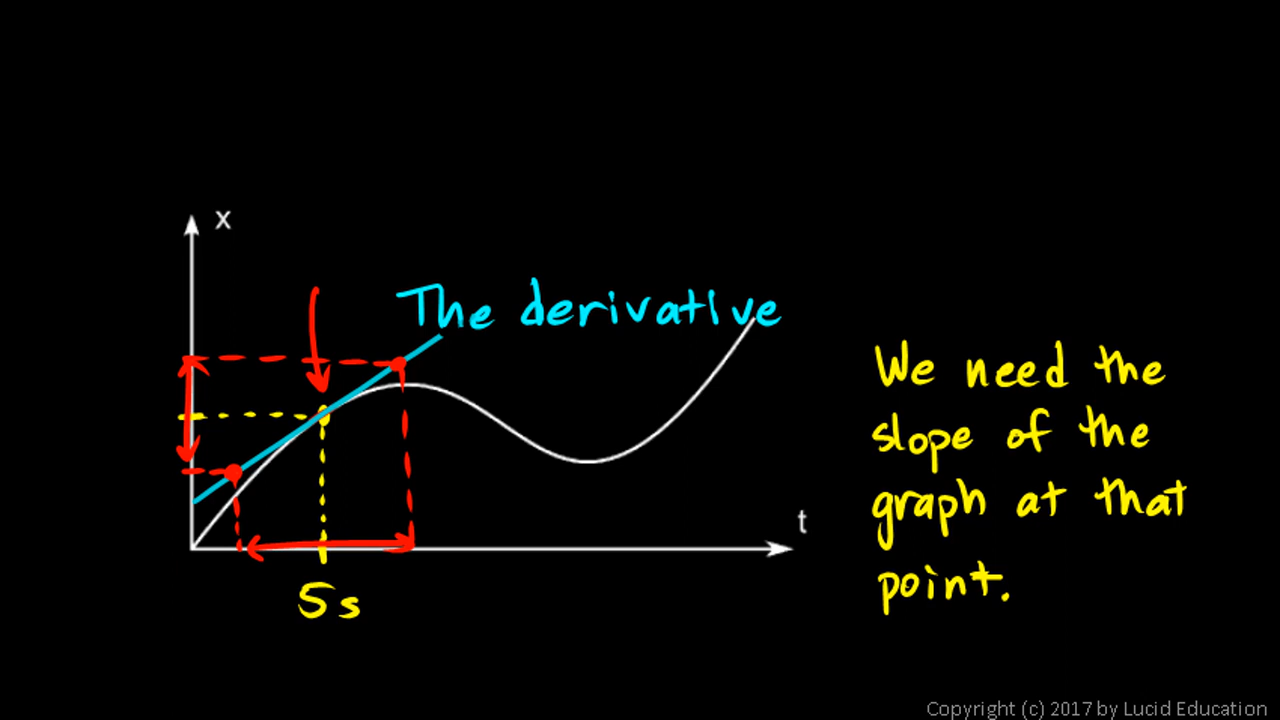 x
The derivative
We need the
slope of the
graph at that
point.
t
5s
Copyright (c) 2017 by Lucid Education